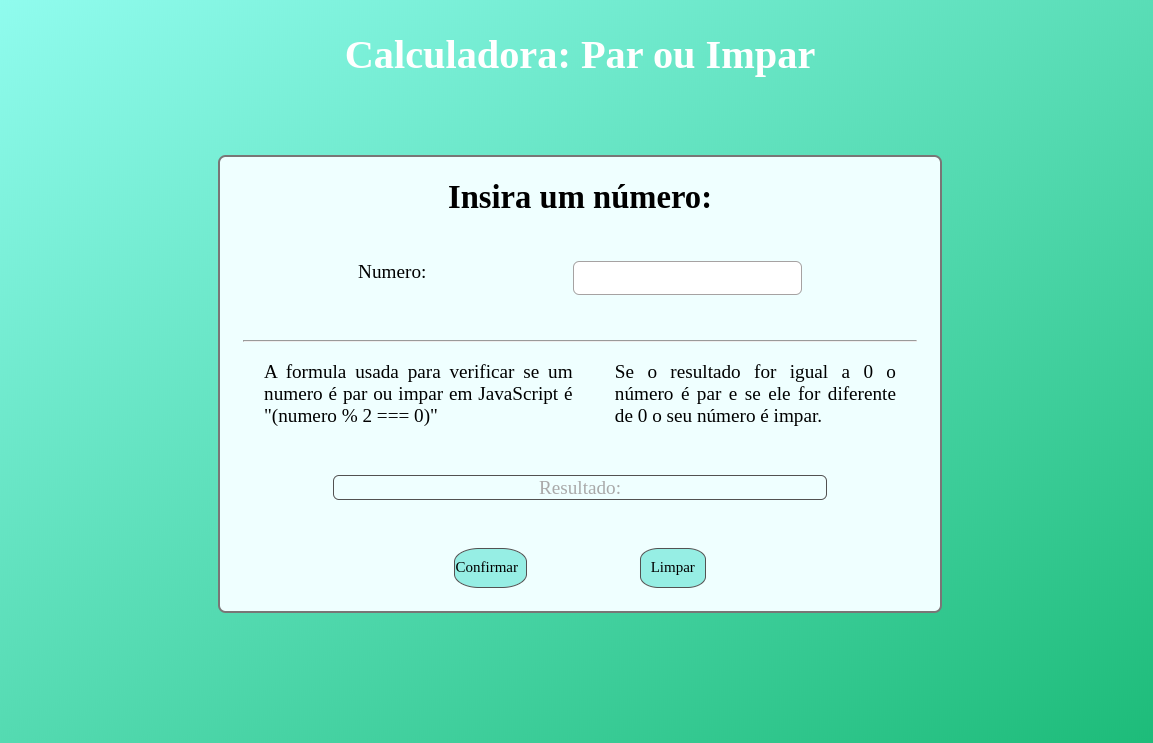 Calculadora: Par ou Impar
Insira um número:
Numero:
A formula usada para verificar se um
numero é par ou impar em JavaScript é
"(numero % 2 === 0)"
Se o resultado for igual a 0 o
número é par e se ele for diferente
de 0 o seu número é impar.
Resultado:
Confirmar
Limpar